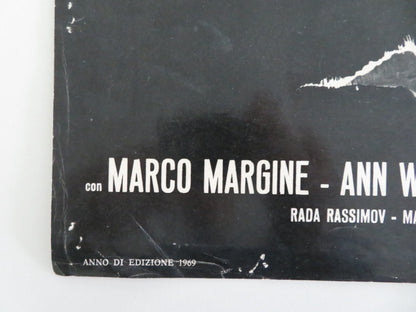 con MARCO MARGINE - ANN W
RADA RASSIMOV - MA
ANNO DI EDIZIONE 1969